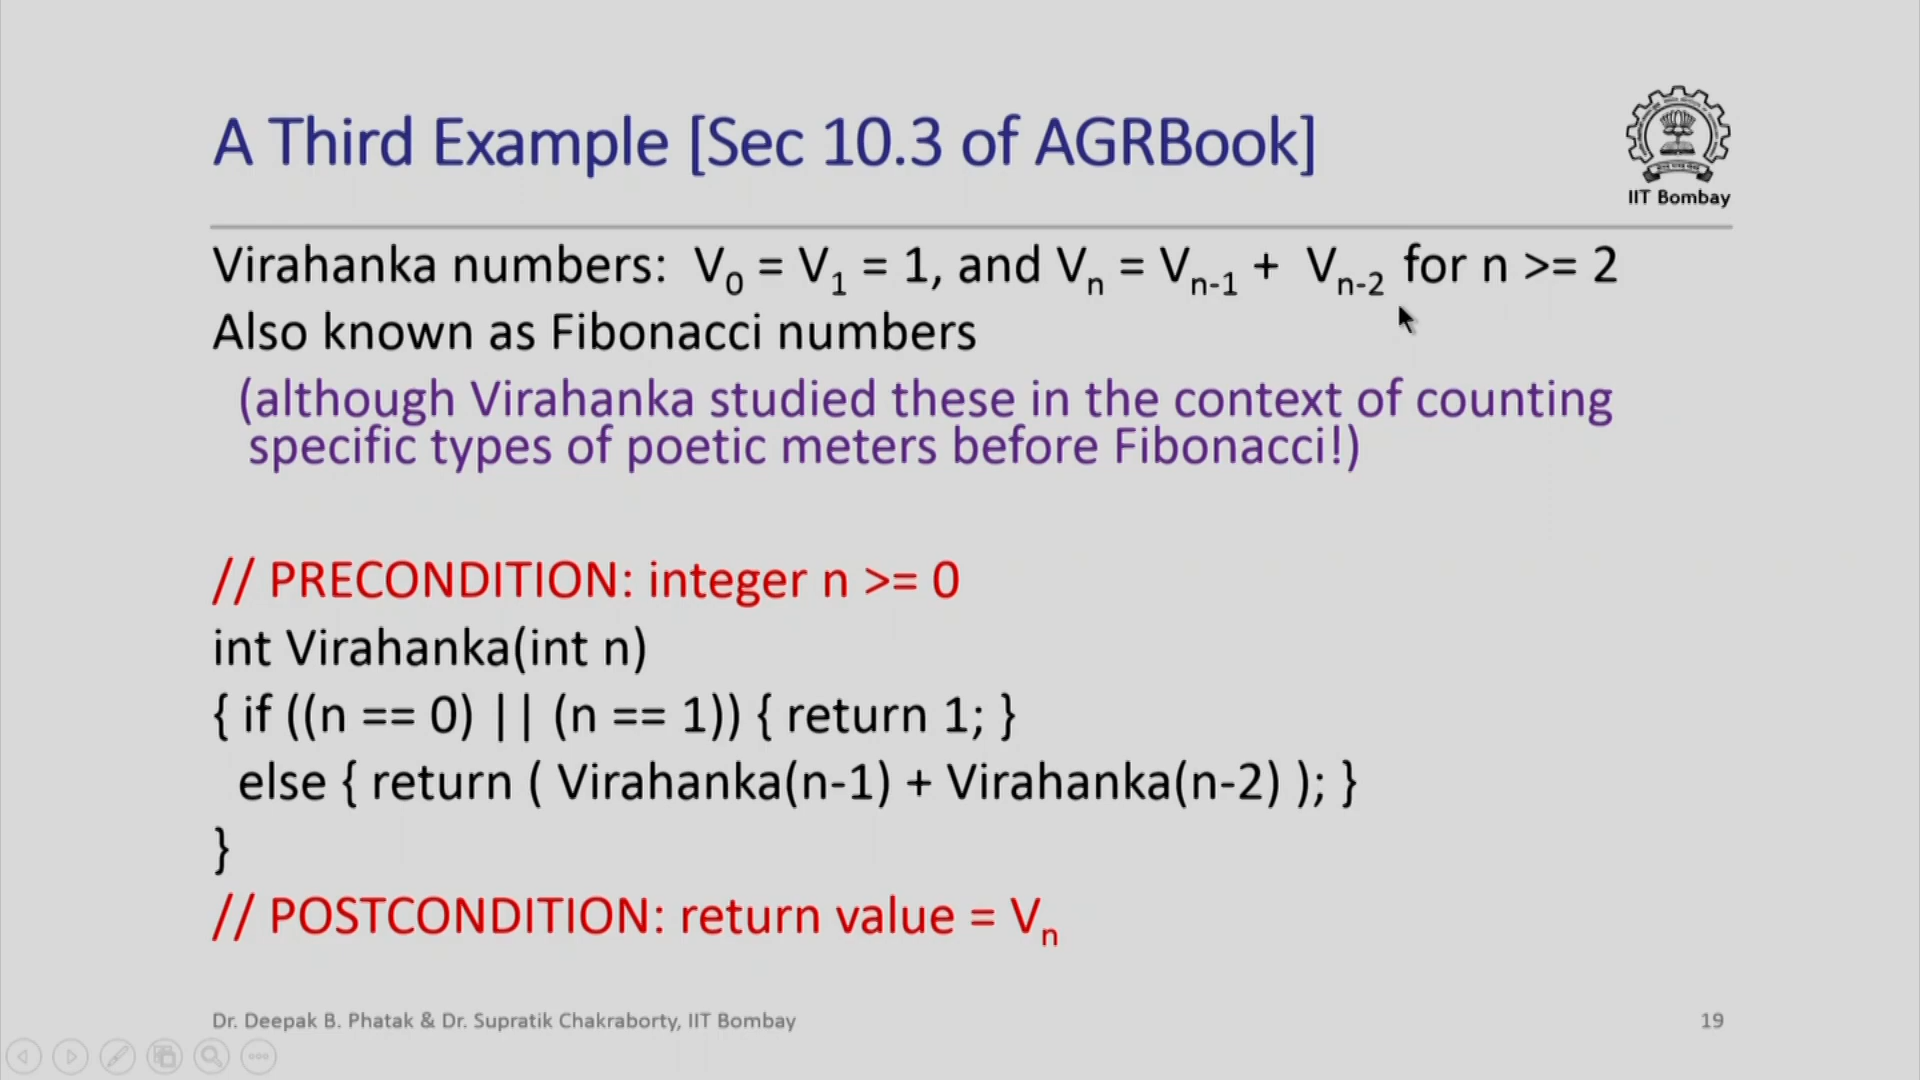 A Third Example [Sec 10.3 of AGRBook]
IIT Bombay
Virahanka numbers: V₀ = V₁ = 1, and Vₙ = Vₙ₋₁ + Vₙ₋₂ for n >= 2
Also known as Fibonacci numbers
(although Virahanka studied these in the context of counting
specific types of poetic meters before Fibonacci!)
// PRECONDITION: integer n >= 0
int Virahanka(int n)
{ if ((n == 0) || (n == 1)) { return 1; }
else { return ( Virahanka(n-1) + Virahanka(n-2) ); }
}
// POSTCONDITION: return value = Vₙ
Dr. Deepak B. Phatak & Dr. Supratik Chakraborty, IIT Bombay
19